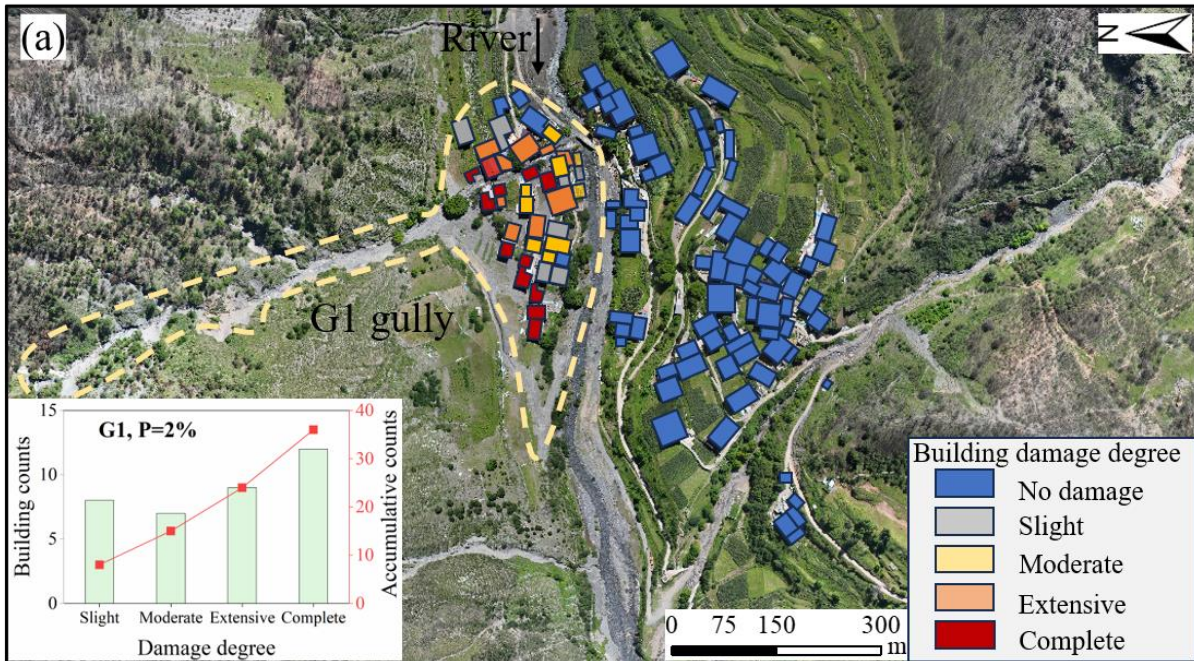 (a)
River
N
G1 gully
15
10
5
0
40
30
20
10
0
G1, P=2%
Building counts
Accumulative counts
Slight Moderate Extensive Complete
Damage degree
Building damage degree
No damage
Slight
Moderate
Extensive
Complete
0 75 150 300
m